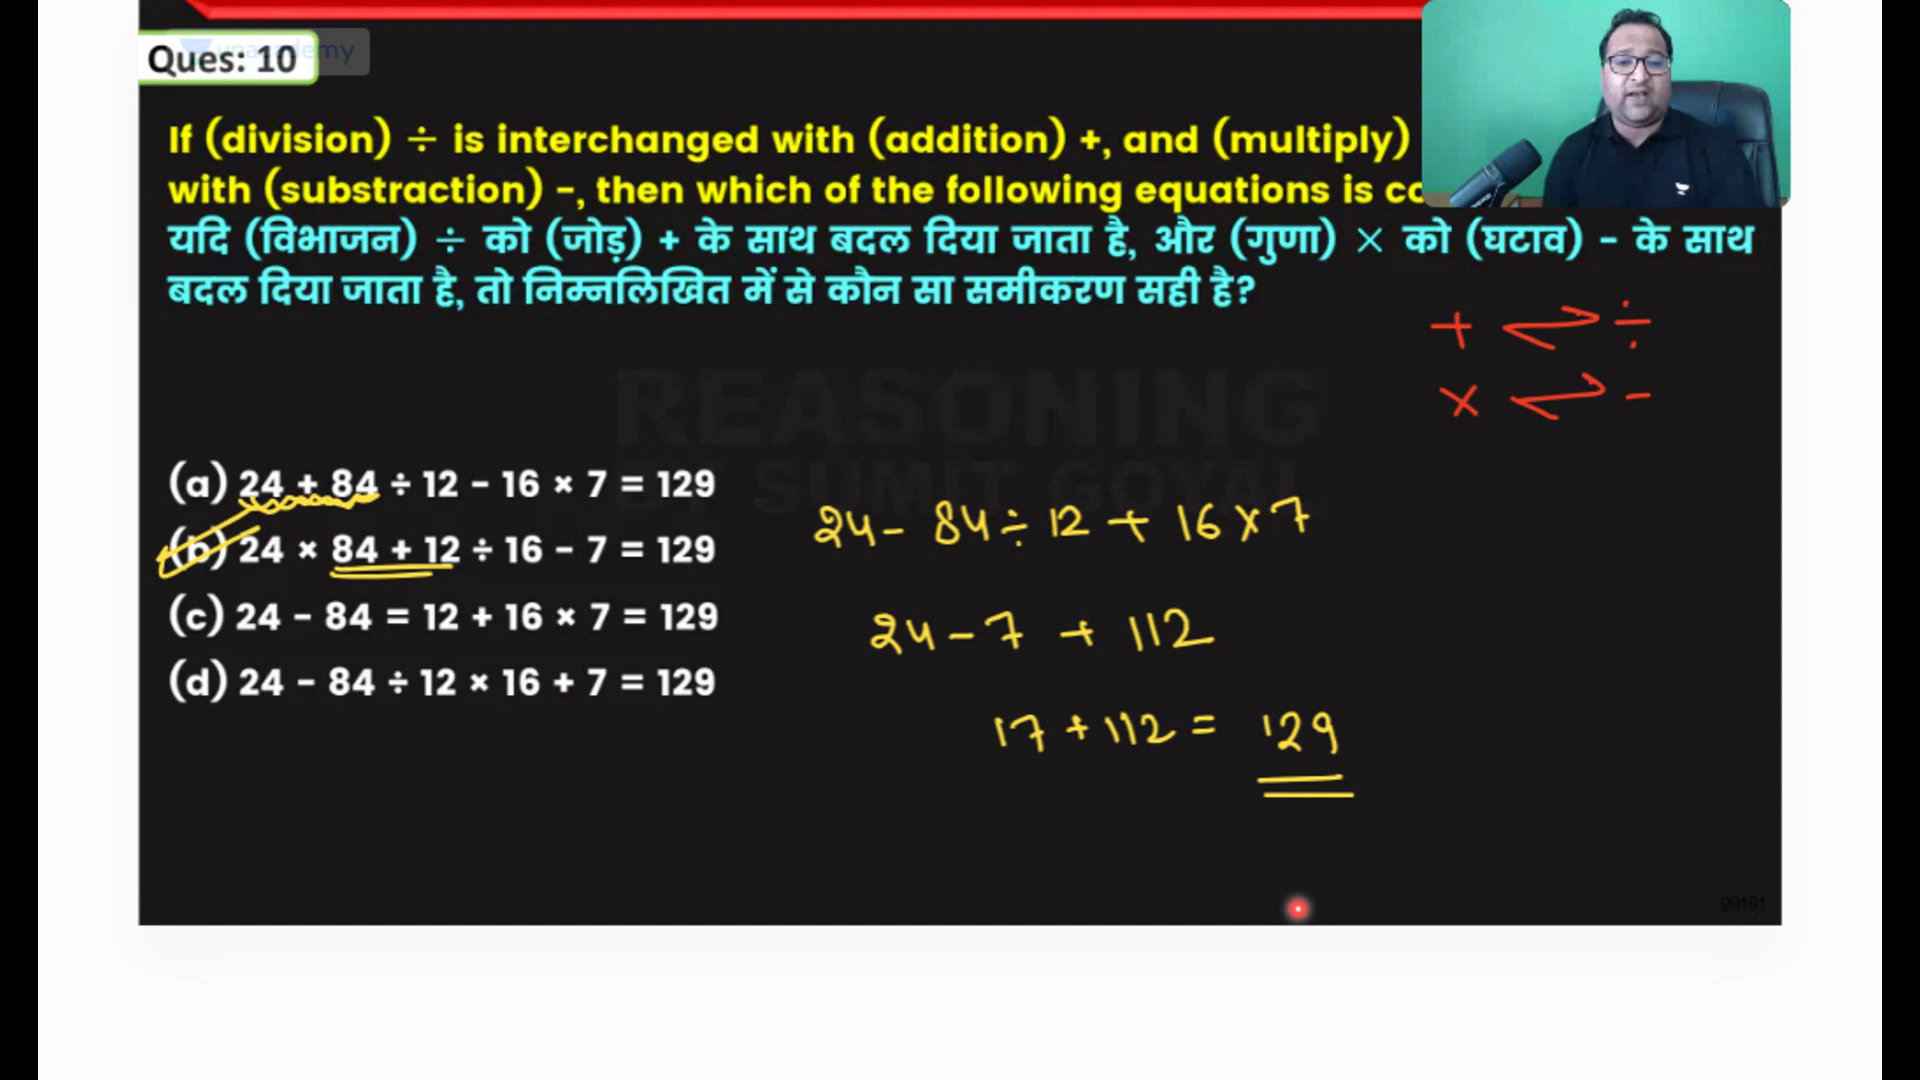 Ques: 10
If (division) ÷ is interchanged with (addition) +, and (multiply)
with (substraction) -, then which of the following equations is
यदि (विभाजन) ÷ को (जोड़) + के साथ बदल दिया जाता है, और (गुणा) × को (घटाव) - के साथ
बदल दिया जाता है, तो निम्नलिखित में से कौन सा समीकरण सही है?
+ ⇌ ÷
× ⇌ -
REASONING
BY SUMIT GOYAL
(a) 24 + 84 ÷ 12 - 16 × 7 = 129
(b) 24 × 84 + 12 ÷ 16 - 7 = 129
(c) 24 - 84 = 12 + 16 × 7 = 129
(d) 24 - 84 ÷ 12 × 16 + 7 = 129
24 - 84 ÷ 12 + 16 × 7
24 - 7 + 112
17 + 112 = 129